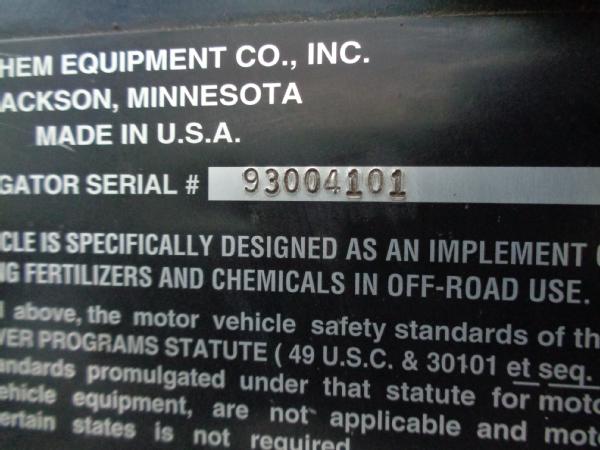 HEM EQUIPMENT CO., INC.
ACKSON, MINNESOTA
MADE IN U.S.A.
GATOR SERIAL # 93004101
ICLE IS SPECIFICALLY DESIGNED AS AN IMPLEMENT
NG FERTILIZERS AND CHEMICALS IN OFF-ROAD USE.
above, the motor vehicle safety standards of th
VER PROGRAMS STATUTE ( 49 U.S.C. & 30101 et seq.
andards promulgated under that statute for moto
ehicle equipment, are not applicable and mot
ertain states is not required